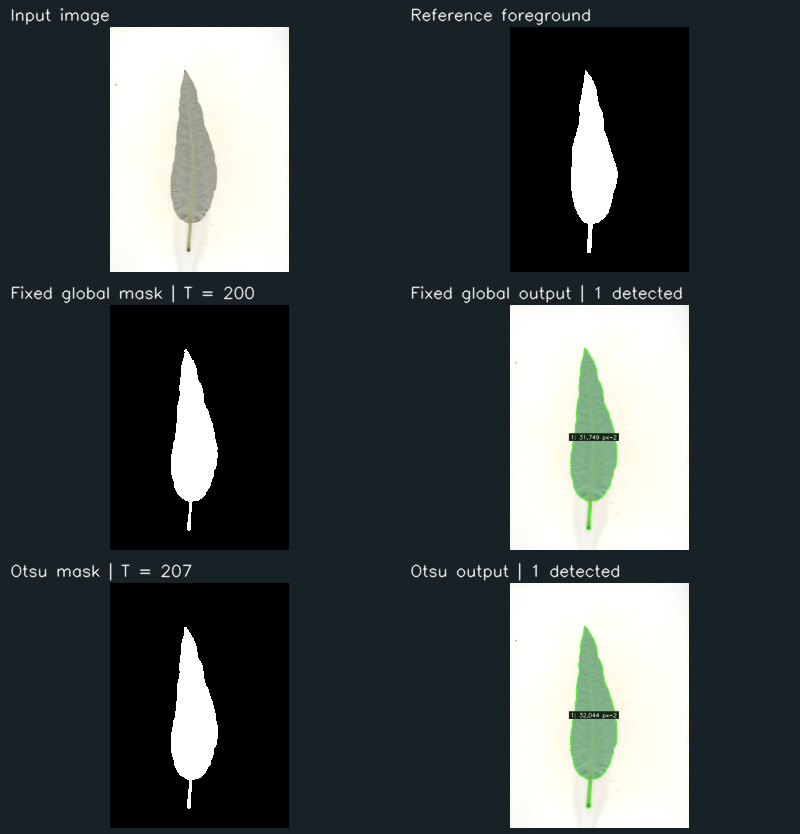 Input image
Reference foreground
Fixed global mask | T = 200
Fixed global output | 1 detected
1: 31,749 px^2
Otsu mask | T = 207
Otsu output | 1 detected
1: 32,044 px^2